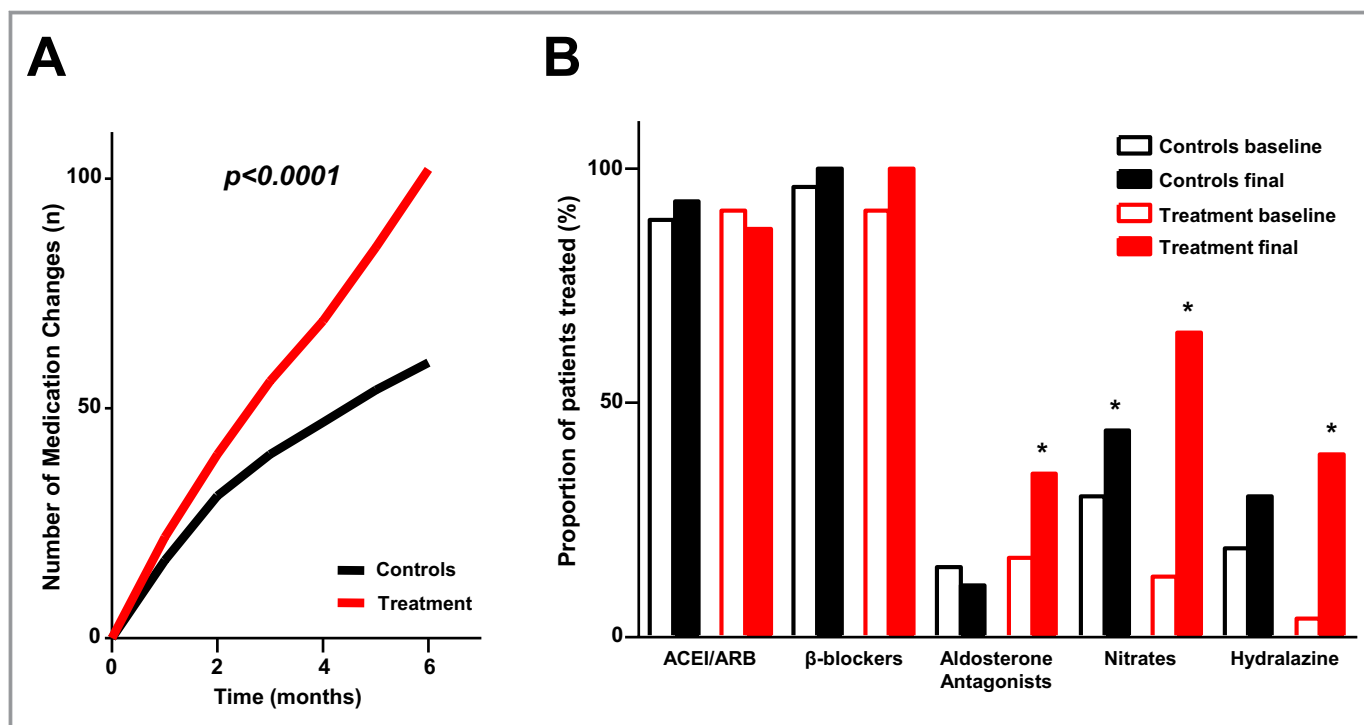 A
Number of Medication Changes (n)
100
50
0
p<0.0001
Controls
Treatment
0 2 4 6
Time (months)
B
Proportion of patients treated (%)
100
50
0
Controls baseline
Controls final
Treatment baseline
Treatment final
*
*
*
*
ACEI/ARB β-blockers Aldosterone Nitrates Hydralazine
Antagonists